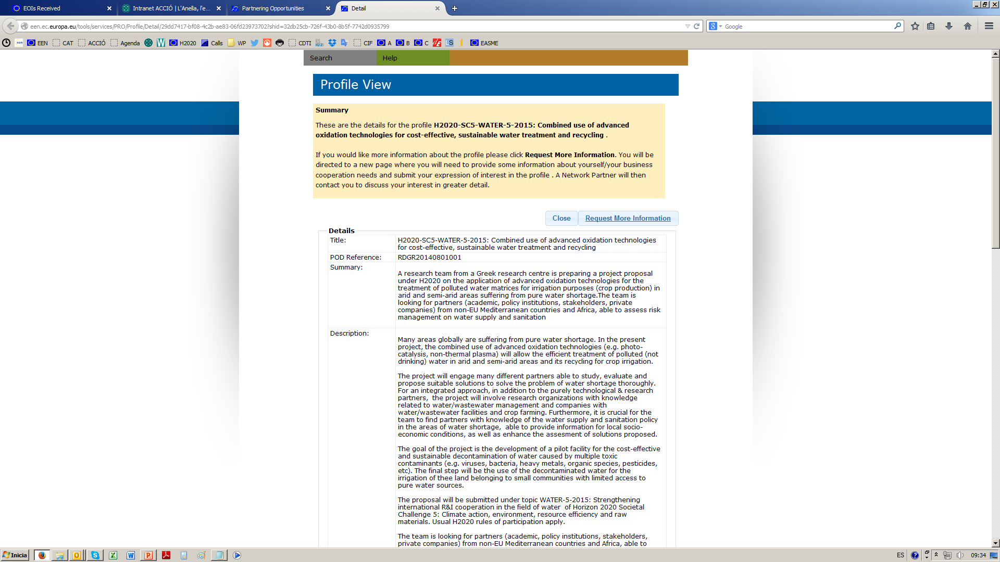 EOIs Received
Intranet ACCIÓ | L'Anella, l'e...
Partnering Opportunities
Detail
een.ec.europa.eu/tools/services/PRO/Profile/Detail/29dd7417-bf08-4c2b-ae83-06fd23973702?shid=32db25cb-726f-43b0-8b5f-7742d0935799
Google
EEN CAT ACCIÓ Agenda H2020 Calls WP CDTI CIF A B C EASME
Search Help
Profile View
Summary
These are the details for the profile H2020-SC5-WATER-5-2015: Combined use of advanced
oxidation technologies for cost-effective, sustainable water treatment and recycling .
If you would like more information about the profile please click Request More Information. You will be
directed to a new page where you will need to provide some information about yourself/your business
cooperation needs and submit your expression of interest in the profile . A Network Partner will then
contact you to discuss your interest in greater detail.
Close Request More Information
Details
Title: H2020-SC5-WATER-5-2015: Combined use of advanced oxidation technologies
for cost-effective, sustainable water treatment and recycling
POD Reference: RDGR20140801001
Summary:
A research team from a Greek research centre is preparing a project proposal
under H2020 on the application of advanced oxidation technologies for the
treatment of polluted water matrices for irrigation purposes (crop production) in
arid and semi-arid areas suffering from pure water shortage.The team is
looking for partners (academic, policy institutions, stakeholders, private
companies) from non-EU Mediterranean countries and Africa, able to assess risk
management on water supply and sanitation
Description:
Many areas globally are suffering from pure water shortage. In the present
project, the combined use of advanced oxidation technologies (e.g. photo-
catalysis, non-thermal plasma) will allow the efficient treatment of polluted (not
drinking) water in arid and semi-arid areas and its recycling for crop irrigation.
The project will engage many different partners able to study, evaluate and
propose suitable solutions to solve the problem of water shortage thoroughly.
For an integrated approach, in addition to the purely technological & research
partners,  the project will involve research organizations with knowledge
related to water/wastewater management and companies with
water/wastewater facilities and crop farming. Furthermore, it is crucial for the
team to find partners with knowledge of the water supply and sanitation policy
in the areas of water shortage,  able to provide information for local socio-
economic conditions, as well as enhance the assesment of solutions proposed.
The goal of the project is the development of a pilot facility for the cost-effective
and sustainable decontamination of water caused by multiple toxic
contaminants (e.g. viruses, bacteria, heavy metals, organic species, pesticides,
etc). The final step will be the use of the decontaminated water for the
irrigation of thee land belonging to small communities with limited access to
pure water sources.
The proposal will be submitted under topic WATER-5-2015: Strengthening
international R&I cooperation in the field of water  of Horizon 2020 Societal
Challenge 5: Climate action, environment, resource efficiency and raw
materials. Usual H2020 rules of participation apply.
The team is looking for partners (academic, policy institutions, stakeholders,
private companies) from non-EU Mediterranean countries and Africa, able to
Inicia
ES
09:34